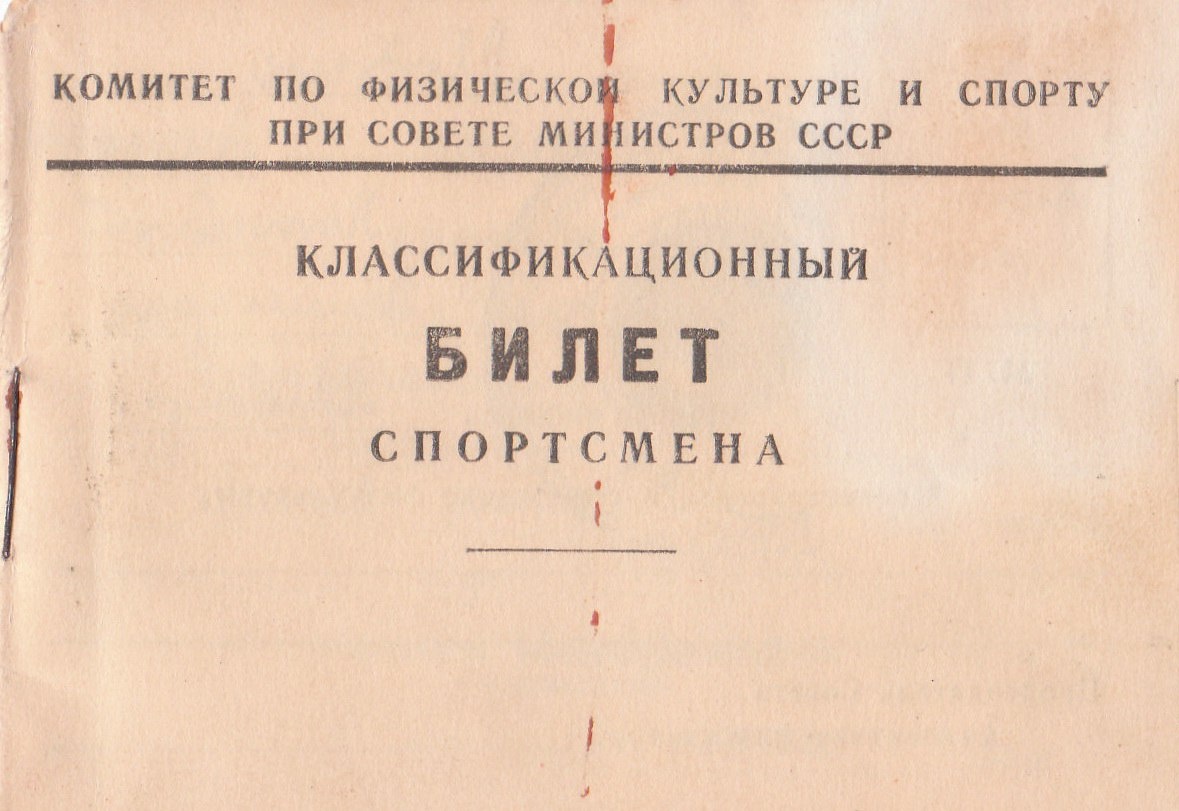 КОМИТЕТ ПО ФИЗИЧЕСКОЙ КУЛЬТУРЕ И СПОРТУ
ПРИ СОВЕТЕ МИНИСТРОВ СССР
КЛАССИФИКАЦИОННЫЙ
БИЛЕТ
СПОРТСМЕНА